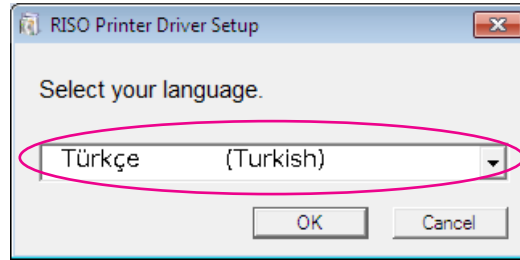 RISO Printer Driver Setup
Select your language.
Türkçe (Turkish)
OK Cancel